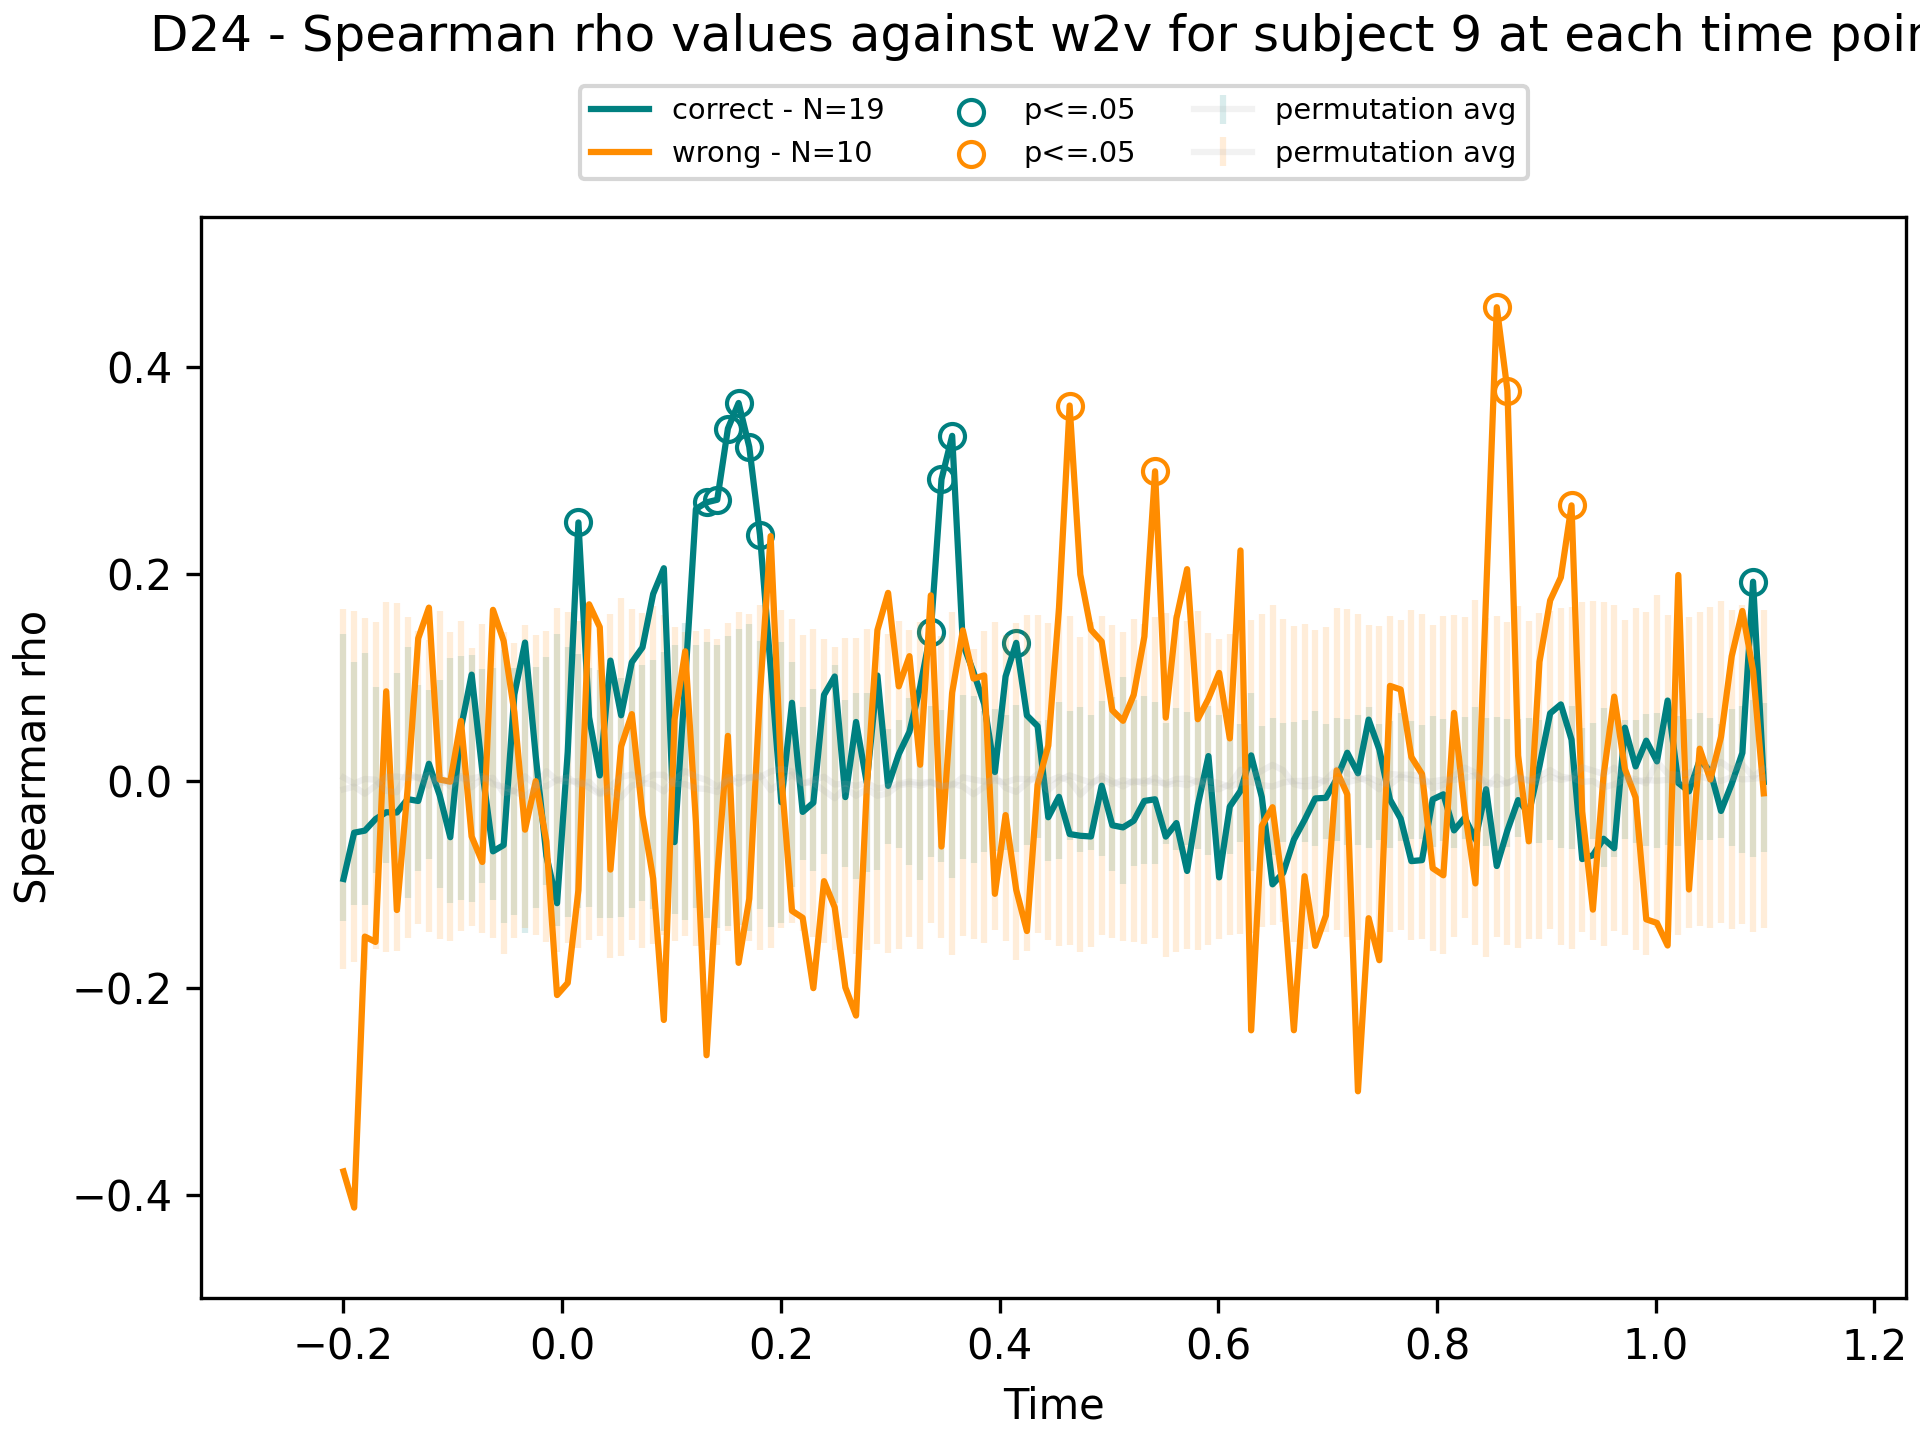 D24 - Spearman rho values against w2v for subject 9 at each time poin
correct - N=19
wrong - N=10
p<=.05
p<=.05
permutation avg
permutation avg
0.4
0.2
0.0
−0.2
−0.4
Spearman rho
−0.2 0.0 0.2 0.4 0.6 0.8 1.0 1.2
Time